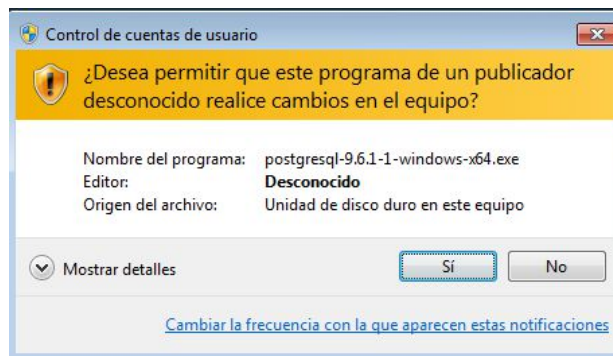 Control de cuentas de usuario
¿Desea permitir que este programa de un publicador
desconocido realice cambios en el equipo?
Nombre del programa: postgresql-9.6.1-1-windows-x64.exe
Editor: Desconocido
Origen del archivo: Unidad de disco duro en este equipo
Mostrar detalles Sí No
Cambiar la frecuencia con la que aparecen estas notificaciones